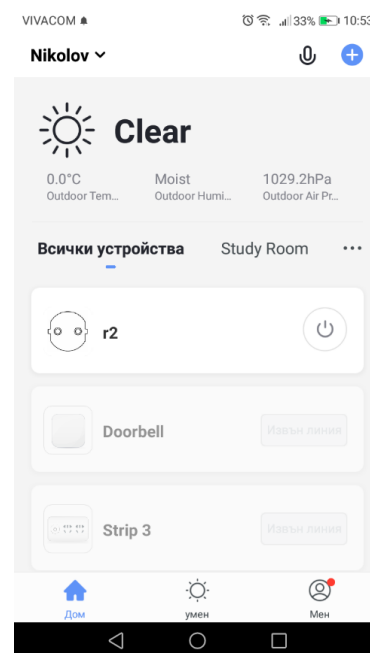 VIVACOM 33% 10:53
Nikolov
Clear
0.0°C Moist 1029.2hPa
Outdoor Tem... Outdoor Humi... Outdoor Air Pr...
Всички устройства Study Room ...
r2
Doorbell Извън линия
Strip 3 Извън линия
Дом умен Мен